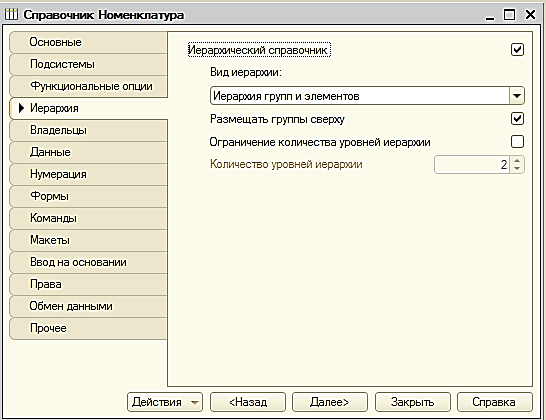 Справочник Номенклатура
Основные
Подсистемы
Функциональные опции
Иерархия
Владельцы
Данные
Нумерация
Формы
Команды
Макеты
Ввод на основании
Права
Обмен данными
Прочее
Иерархический справочник
Вид иерархии:
Иерархия групп и элементов
Размещать группы сверху
Ограничение количества уровней иерархии
Количество уровней иерархии 2
Действия <Назад Далее> Закрыть Справка